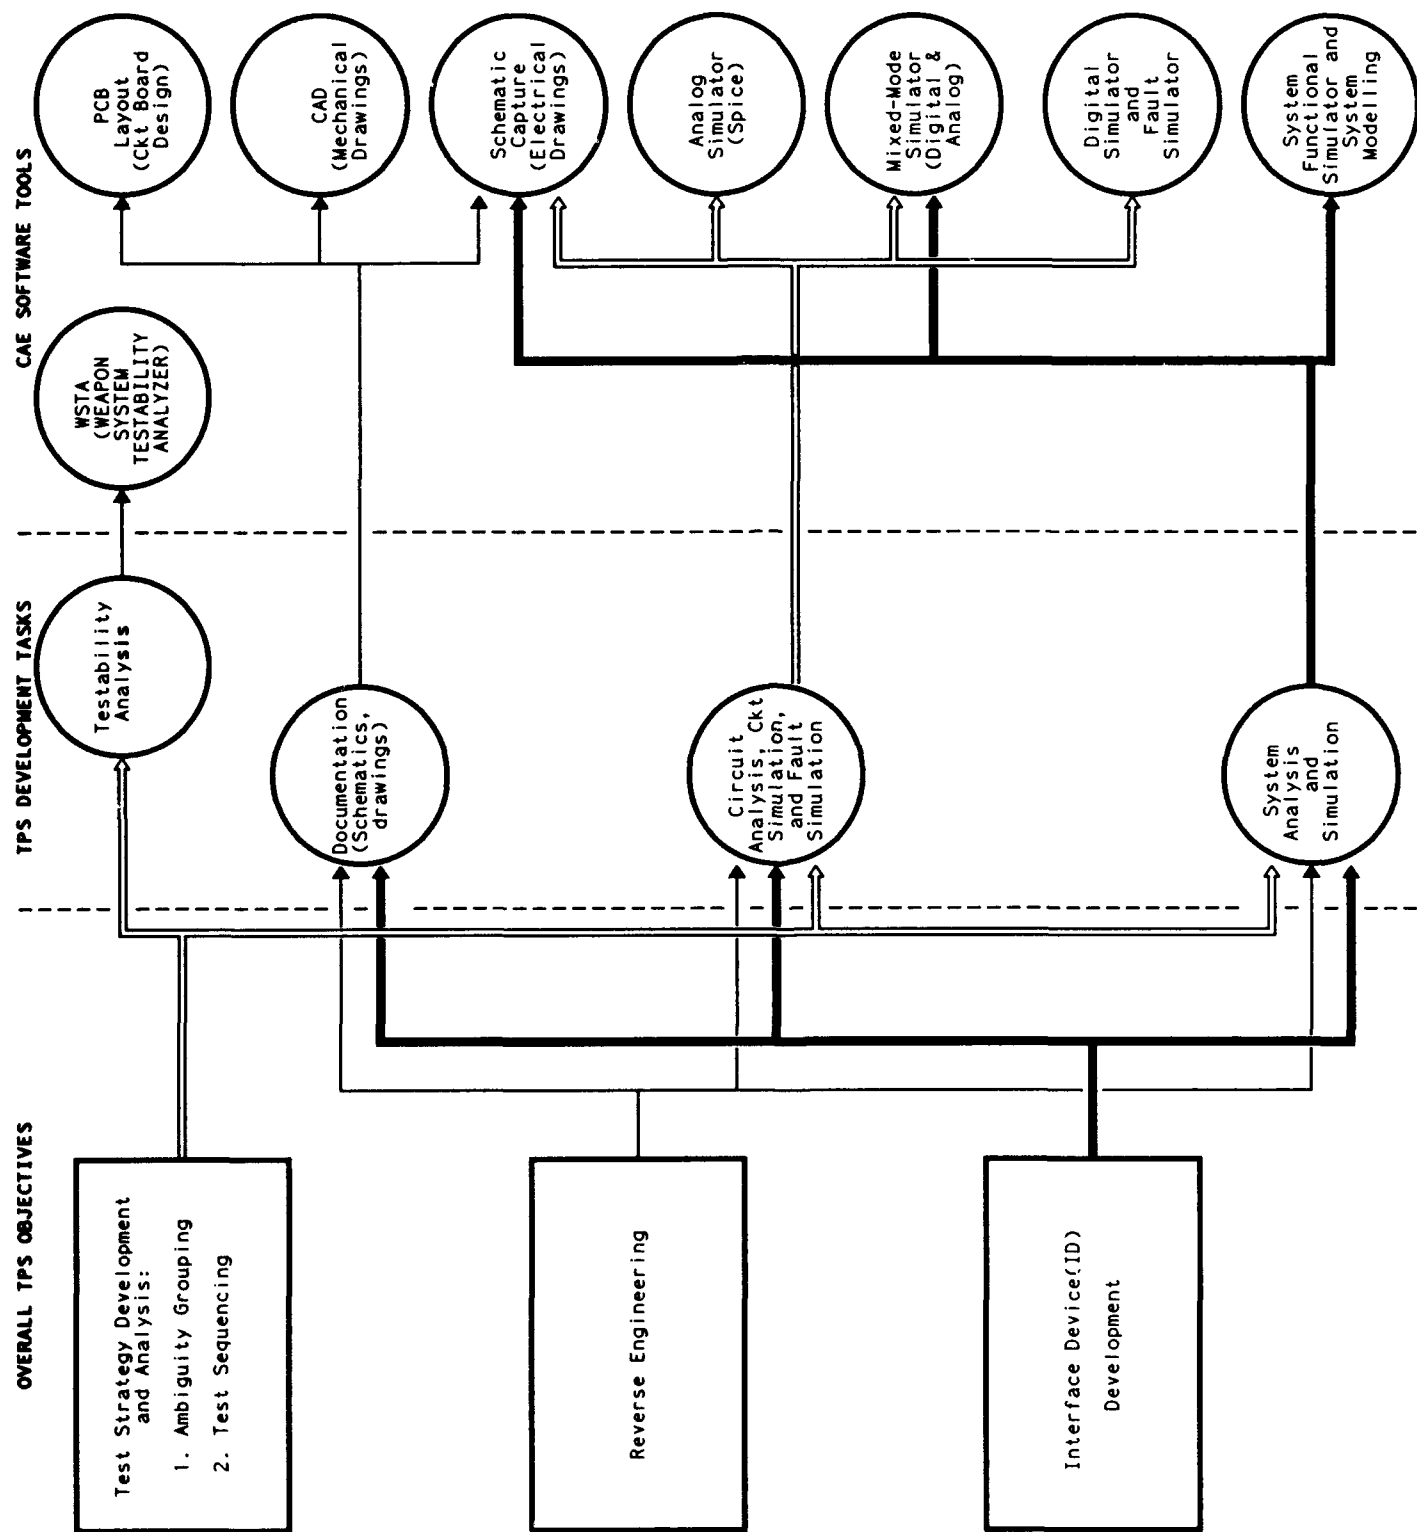 OVERALL TPS OBJECTIVES
Test Strategy Development
and Analysis:
1. Ambiguity Grouping
2. Test Sequencing
Reverse Engineering
Interface Device(ID)
Development
TPS DEVELOPMENT TASKS
Testability
Analysis
Documentation
(Schematics,
drawings)
Circuit
Analysis, Ckt
Simulation,
and Fault
Simulation
System
Analysis
and
Simulation
CAE SOFTWARE TOOLS
WSTA
(WEAPON
SYSTEM
TESTABILITY
ANALYZER)
PCB
Layout
(Ckt Board
Design)
CAD
(Mechanical
Drawings)
Schematic
Capture
(Electrical
Drawings)
Analog
Simulator
(Spice)
Mixed-Mode
Simulator
(Digital &
Analog)
Digital
Simulator
and
Fault
Simulator
System
Functional
Simulator and
System
Modelling